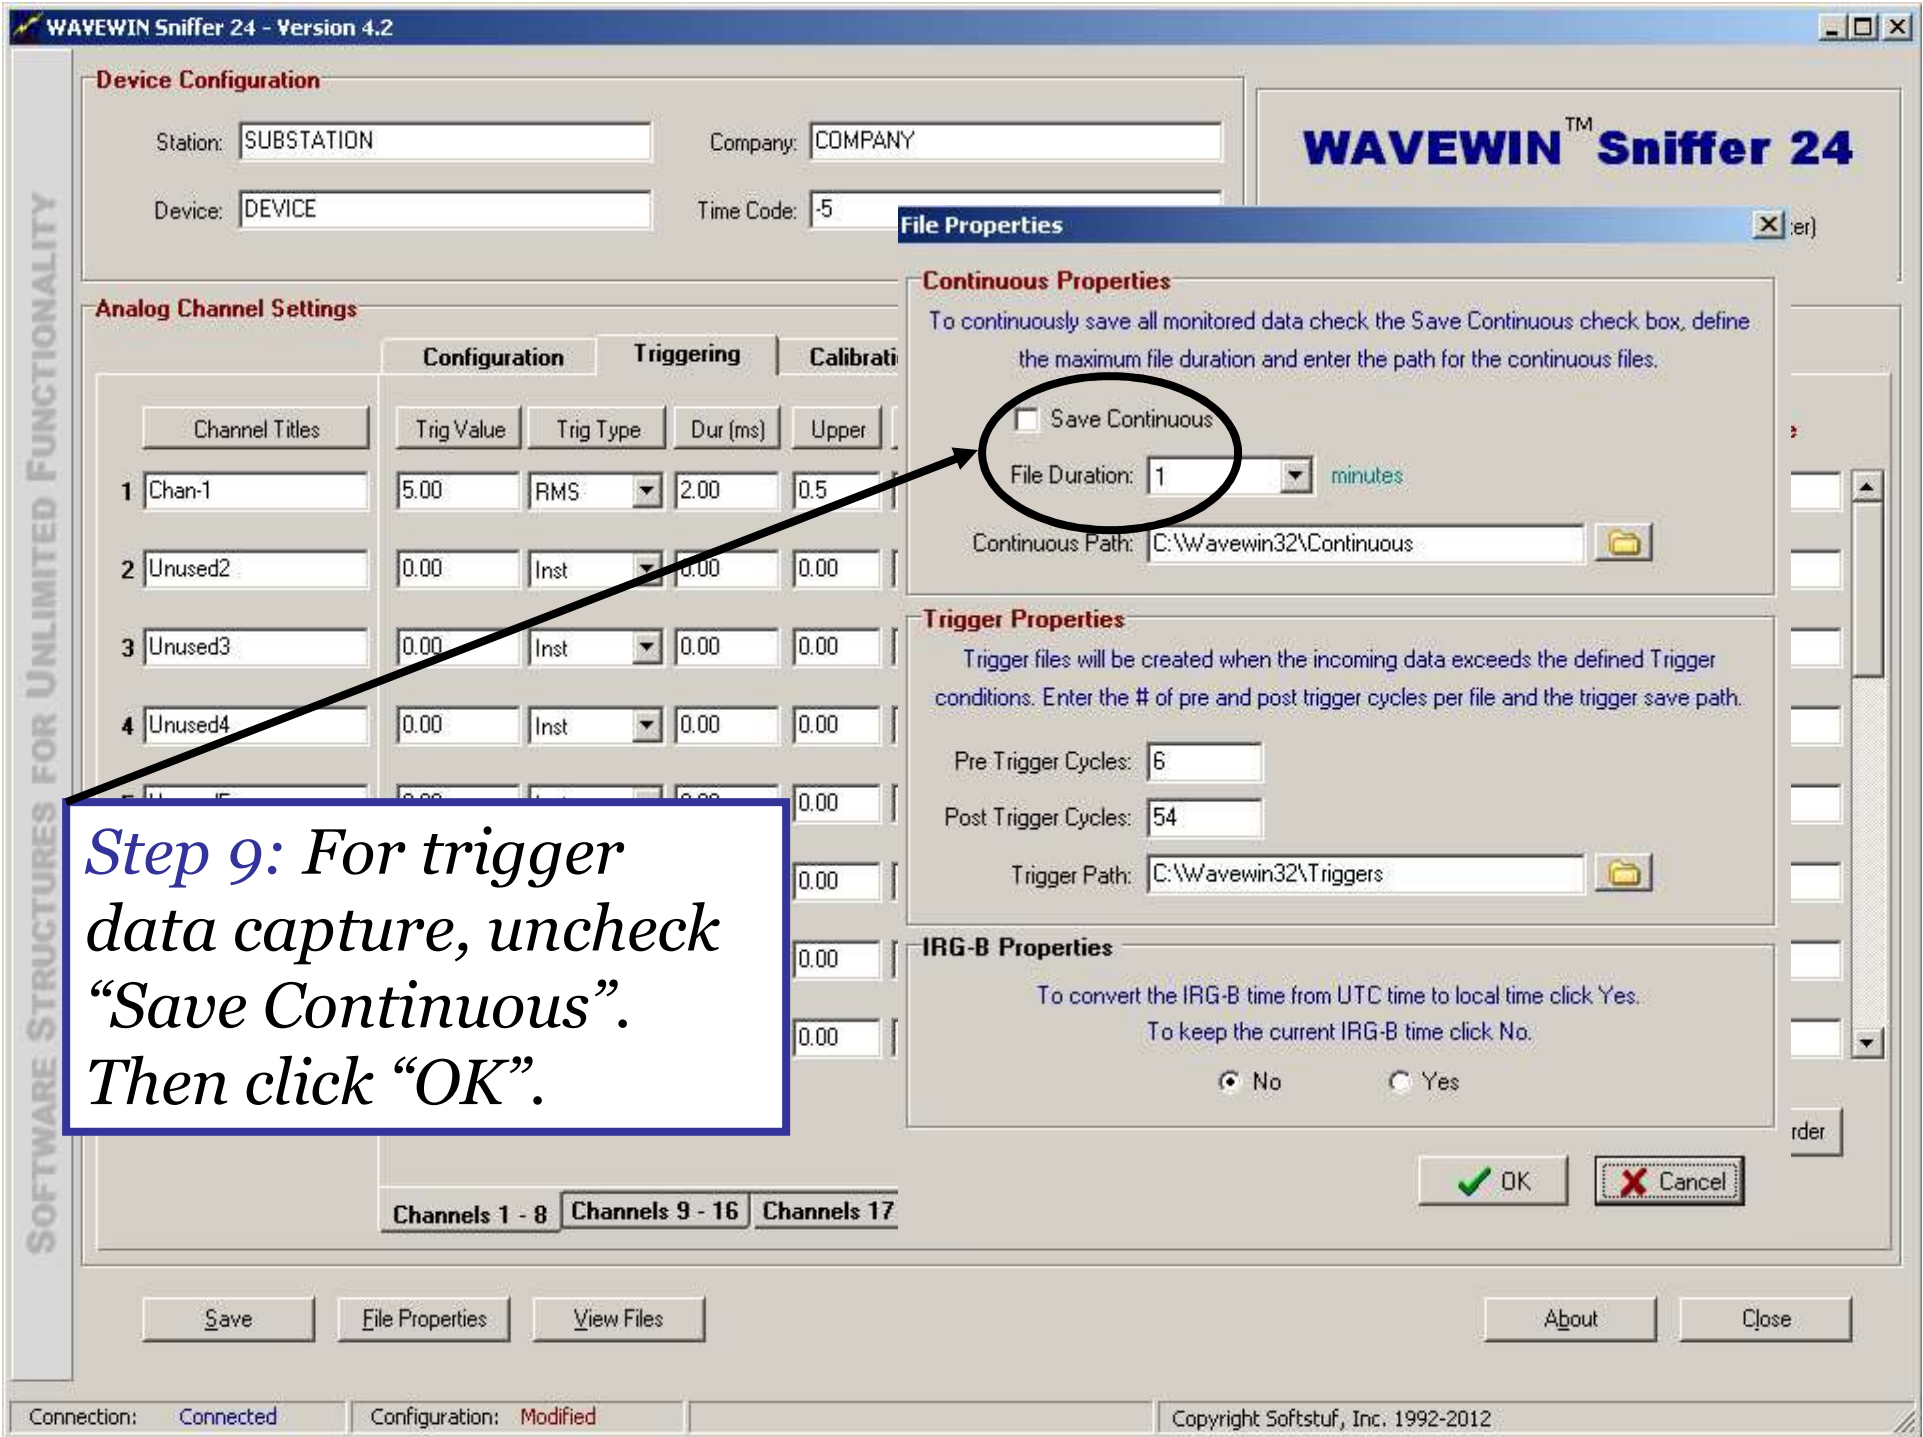 WAVEWIN Sniffer 24 - Version 4.2
SOFTWARE STRUCTURES FOR UNLIMITED FUNCTIONALITY
Device Configuration
Station: SUBSTATION
Company: COMPANY
Device: DEVICE
Time Code: -5
WAVEWIN™ Sniffer 24
ter)
Analog Channel Settings
Configuration Triggering Calibrati
Channel Titles Trig Value Trig Type Dur (ms) Upper
1 Chan-1 5.00 RMS 2.00 0.5
2 Unused2 0.00 Inst 0.00 0.00
3 Unused3 0.00 Inst 0.00 0.00
4 Unused4 0.00 Inst 0.00 0.00
0.00
0.00
0.00
0.00
Step 9: For trigger
data capture, uncheck
“Save Continuous”.
Then click “OK”.
Channels 1 - 8 Channels 9 - 16 Channels 17
File Properties
Continuous Properties
To continuously save all monitored data check the Save Continuous check box, define
the maximum file duration and enter the path for the continuous files.
Save Continuous
File Duration: 1 minutes
Continuous Path: C:\Wavewin32\Continuous
Trigger Properties
Trigger files will be created when the incoming data exceeds the defined Trigger
conditions. Enter the # of pre and post trigger cycles per file and the trigger save path.
Pre Trigger Cycles: 6
Post Trigger Cycles: 54
Trigger Path: C:\Wavewin32\Triggers
IRG-B Properties
To convert the IRG-B time from UTC time to local time click Yes.
To keep the current IRG-B time click No.
No Yes
OK Cancel
rder
Save File Properties View Files About Close
Connection: Connected Configuration: Modified Copyright Softstuf, Inc. 1992-2012